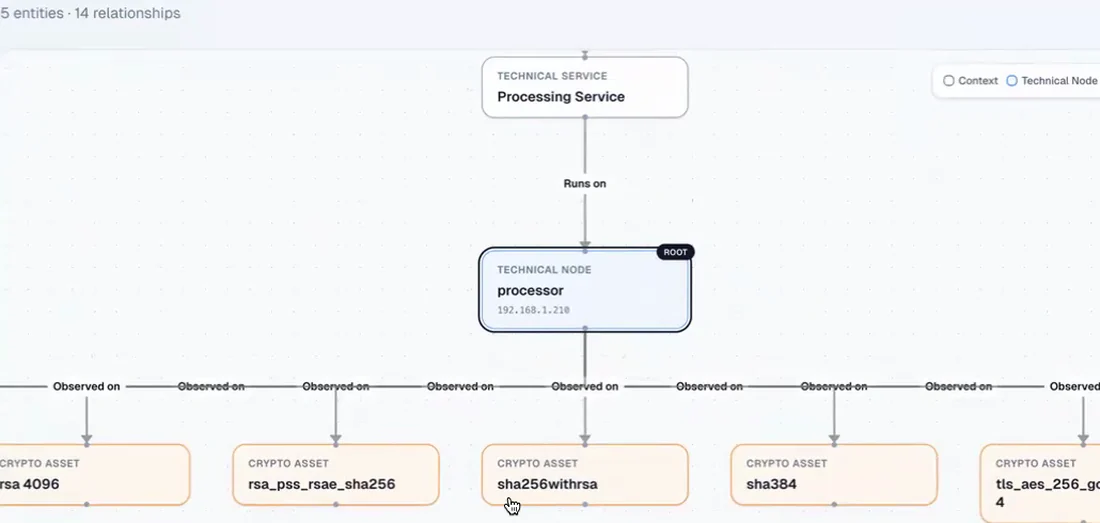 5 entities · 14 relationships
TECHNICAL SERVICE
Processing Service
Context
Technical Node
Runs on
ROOT
TECHNICAL NODE
processor
192.168.1.210
Observed on
Observed on
Observed on
Observed on
Observed on
Observed on
Observed on
Observed on
Observed
CRYPTO ASSET
rsa 4096
CRYPTO ASSET
rsa_pss_rsae_sha256
CRYPTO ASSET
sha256withrsa
CRYPTO ASSET
sha384
CRYPTO ASSET
tls_aes_256_gc
4